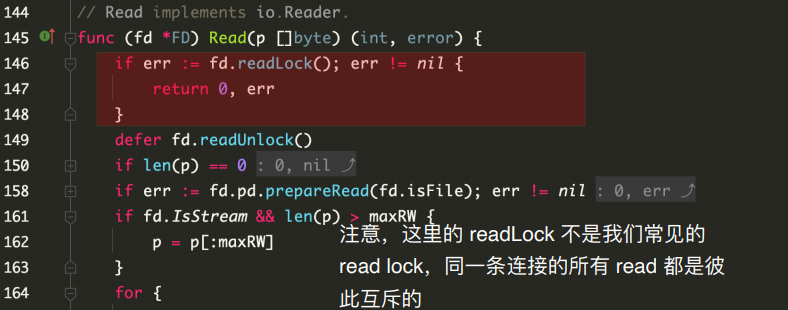 144 // Read implements io.Reader.
145 func (fd *FD) Read(p []byte) (int, error) {
146 if err := fd.readLock(); err != nil {
147 return 0, err
148 }
149 defer fd.readUnlock()
150 if len(p) == 0 : 0, nil ⤴
158 if err := fd.pd.prepareRead(fd.isFile); err != nil : 0, err ⤴
161 if fd.IsStream && len(p) > maxRW {
162 p = p[:maxRW]
163 }
164 for {
注意，这里的 readLock 不是我们常见的
read lock，同一条连接的所有 read 都是彼
此互斥的